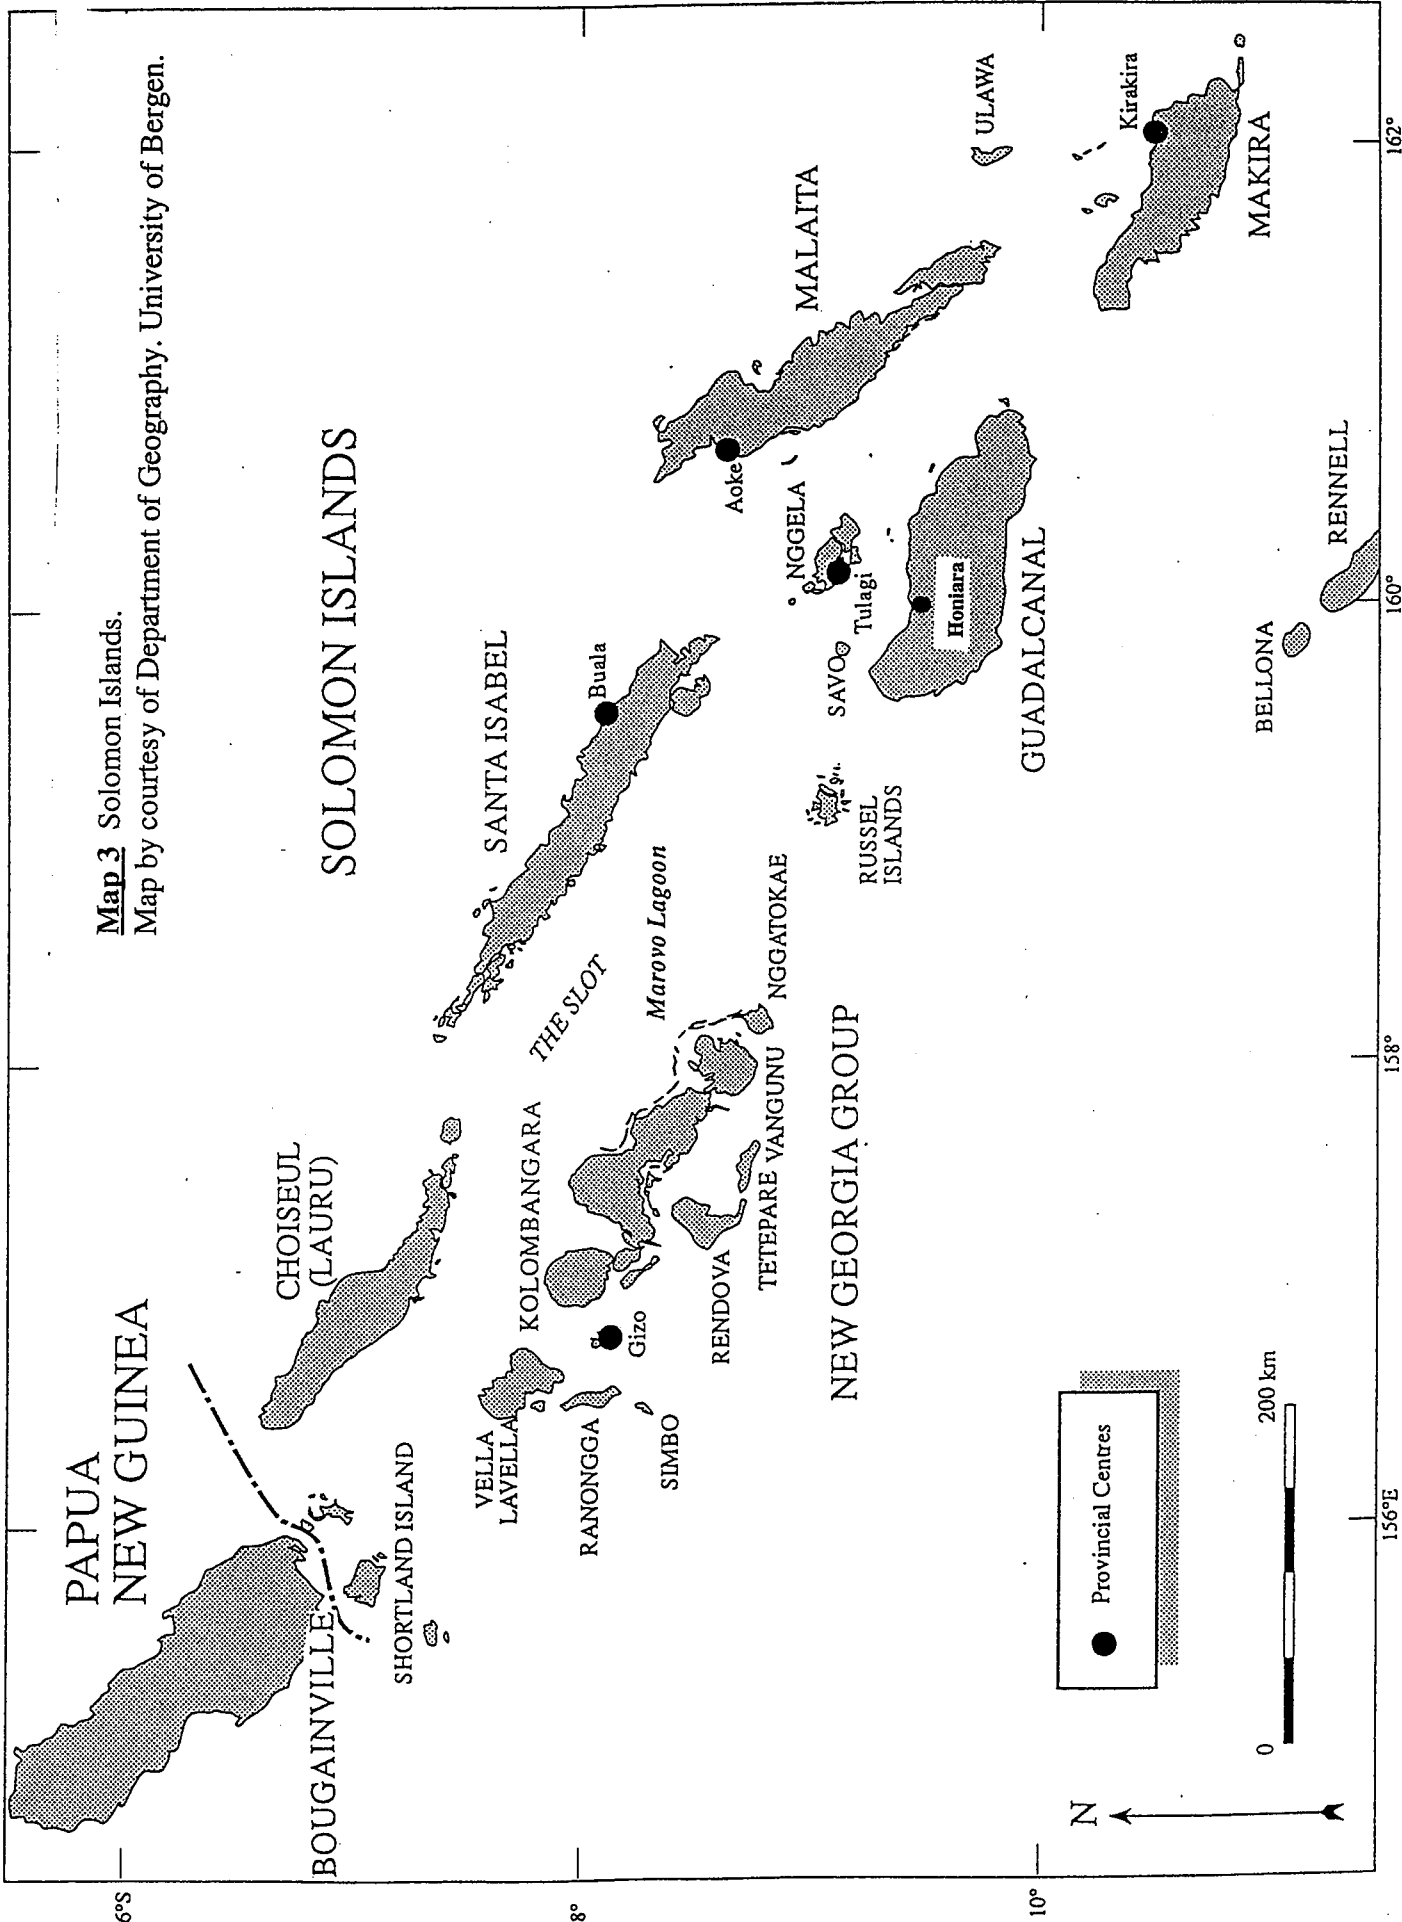 Map 3 Solomon Islands.
Map by courtesy of Department of Geography. University of Bergen.
PAPUA
NEW GUINEA
SOLOMON ISLANDS
BOUGAINVILLE
SHORTLAND ISLAND
CHOISEUL
(LAURU)
SANTA ISABEL
Buala
THE SLOT
VELLA
LAVELLA
KOLOMBANGARA
RANONGGA
Gizo
SIMBO
Marovo Lagoon
RENDOVA
TETEPARE
VANGUNU
NGGATOKAE
NEW GEORGIA GROUP
RUSSEL
ISLANDS
SAVO
NGGELA
Tulagi
Aoke
MALAITA
Honiara
GUADALCANAL
ULAWA
Kirakira
MAKIRA
BELLONA
RENNELL
Provincial Centres
N
0
200 km
6°S
8°
10°
156°E
158°
160°
162°